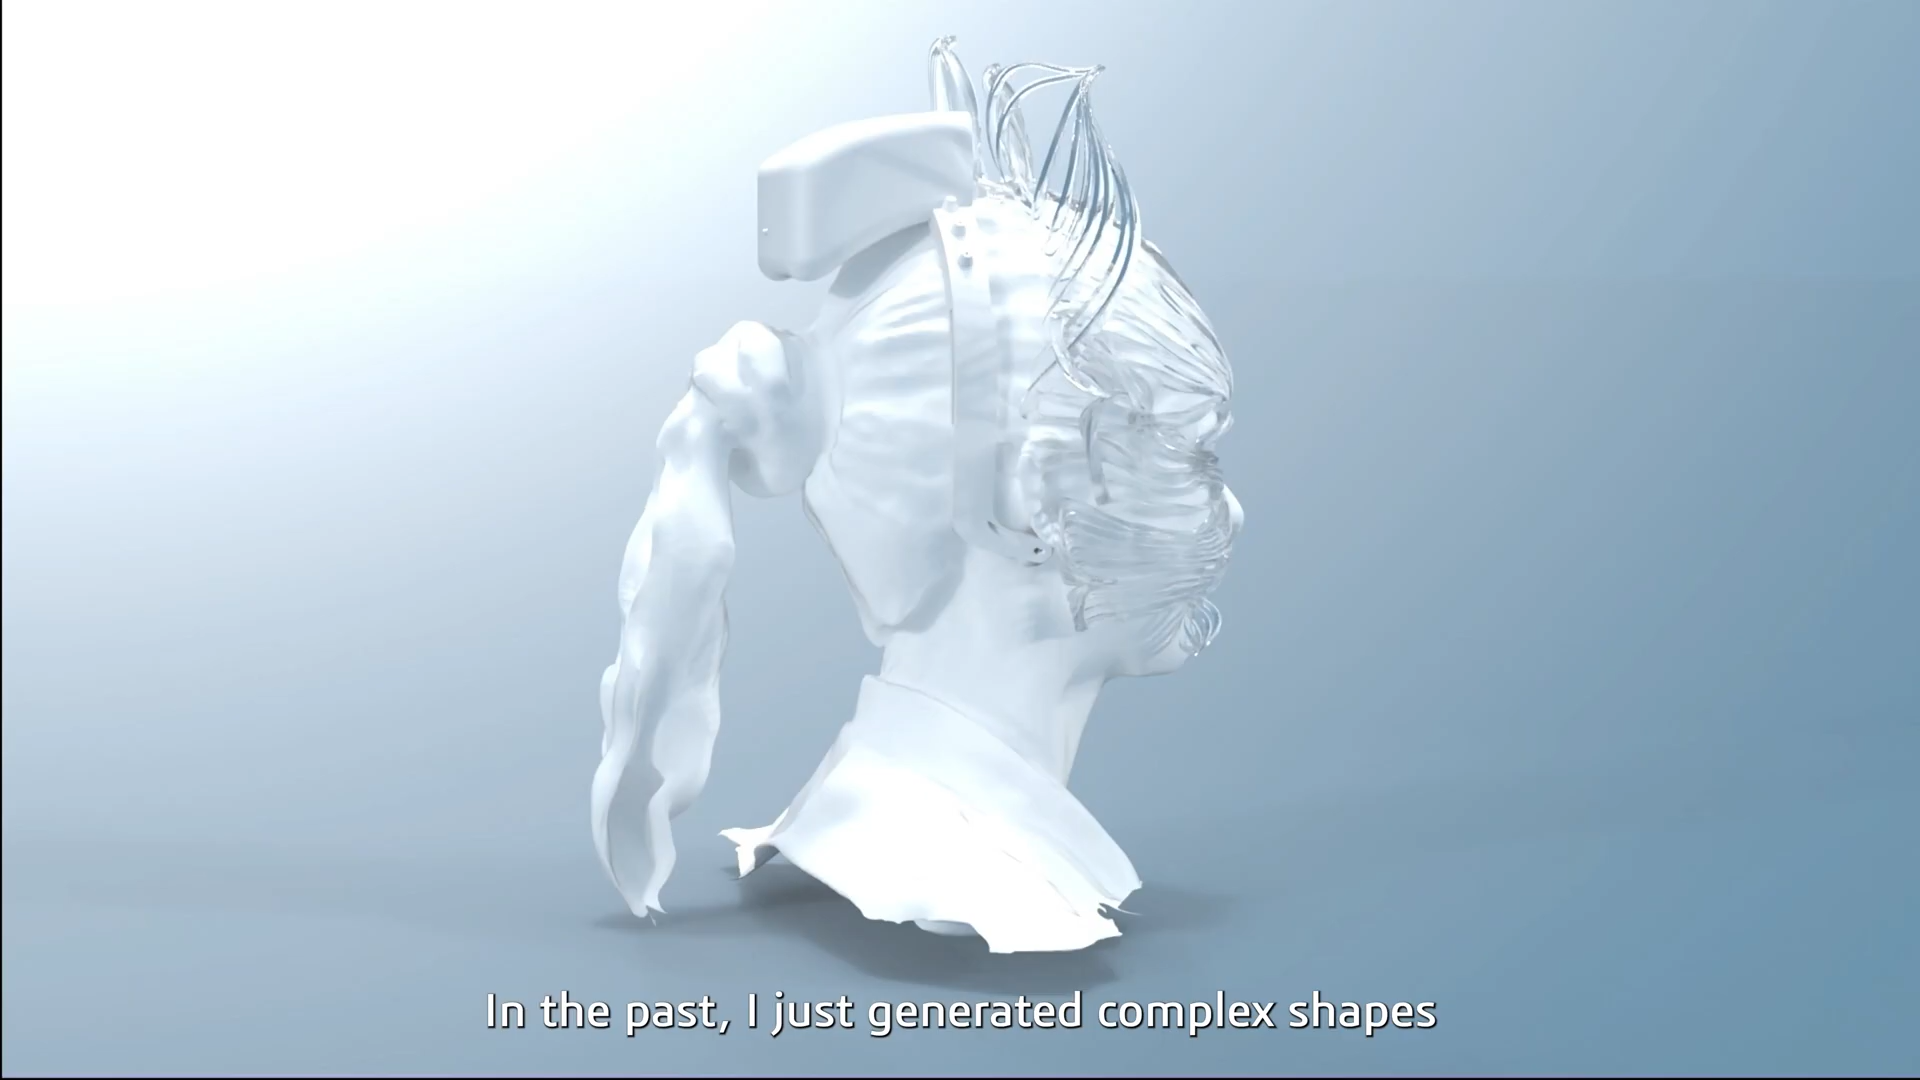 In the past, I just generated complex shapes